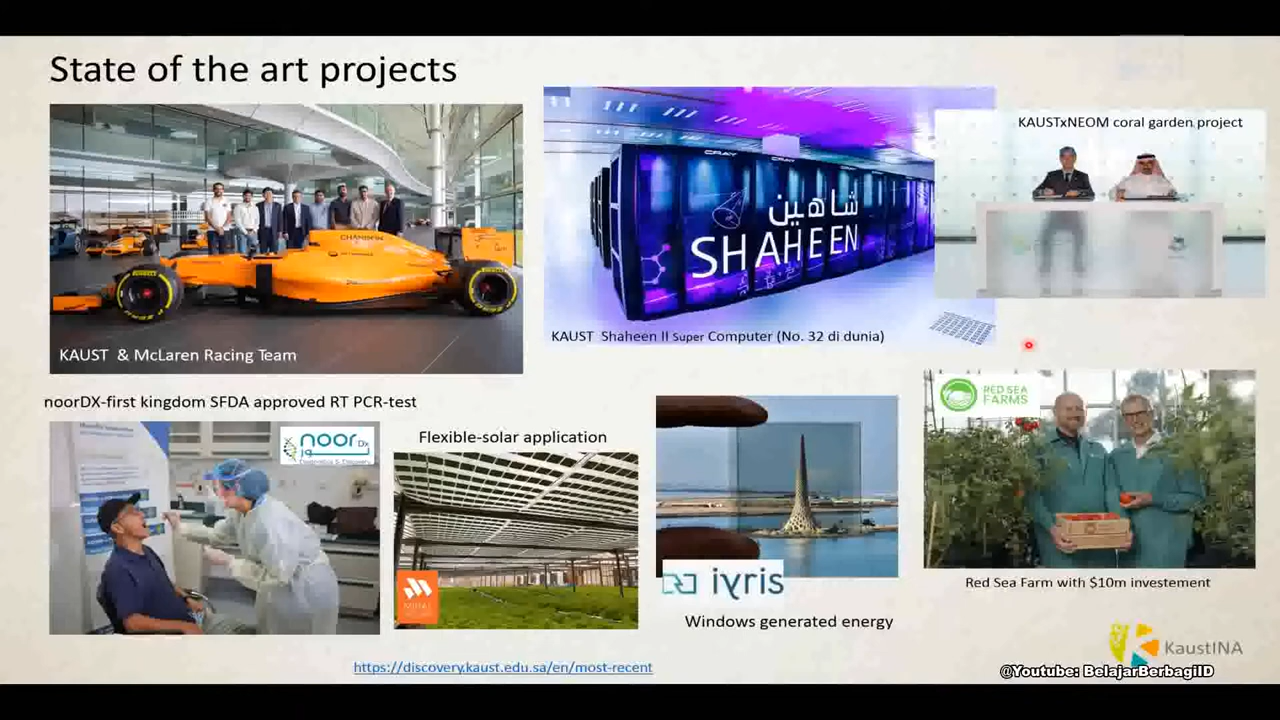 State of the art projects
CRAY
CRAY
شاهين
SHAHEEN
KAUSTxNEOM coral garden project
KAUST & McLaren Racing Team
KAUST Shaheen II Super Computer (No. 32 di dunia)
noorDX-first kingdom SFDA approved RT PCR-test
noor Dx
نـور
Flexible-solar application
RED SEA
FARMS
iyris
Windows generated energy
Red Sea Farm with $10m investement
https://discovery.kaust.edu.sa/en/most-recent
KaustINA
@Youtube: BelajarBerbagiID